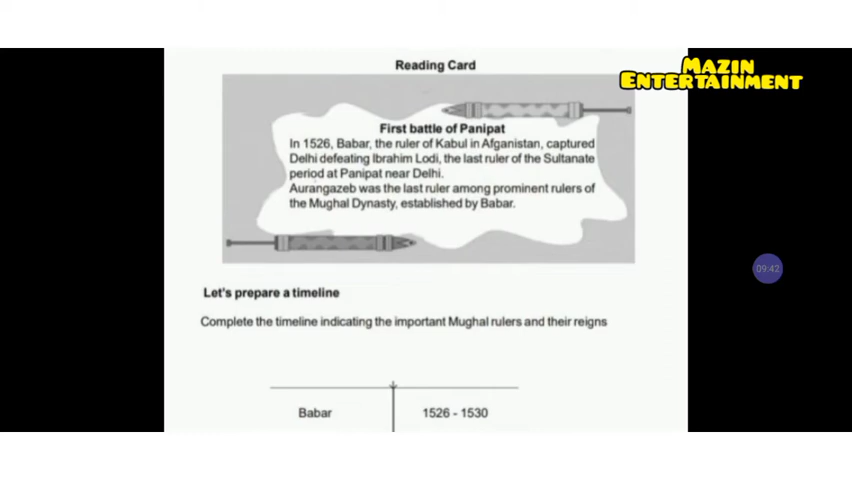 Reading Card
MAZIN
ENTERTAINMENT
First battle of Panipat
In 1526, Babar, the ruler of Kabul in Afganistan, captured
Delhi defeating Ibrahim Lodi, the last ruler of the Sultanate
period at Panipat near Delhi.
Aurangazeb was the last ruler among prominent rulers of
the Mughal Dynasty, established by Babar.
09:42
Let's prepare a timeline
Complete the timeline indicating the important Mughal rulers and their reigns
Babar 1526 - 1530